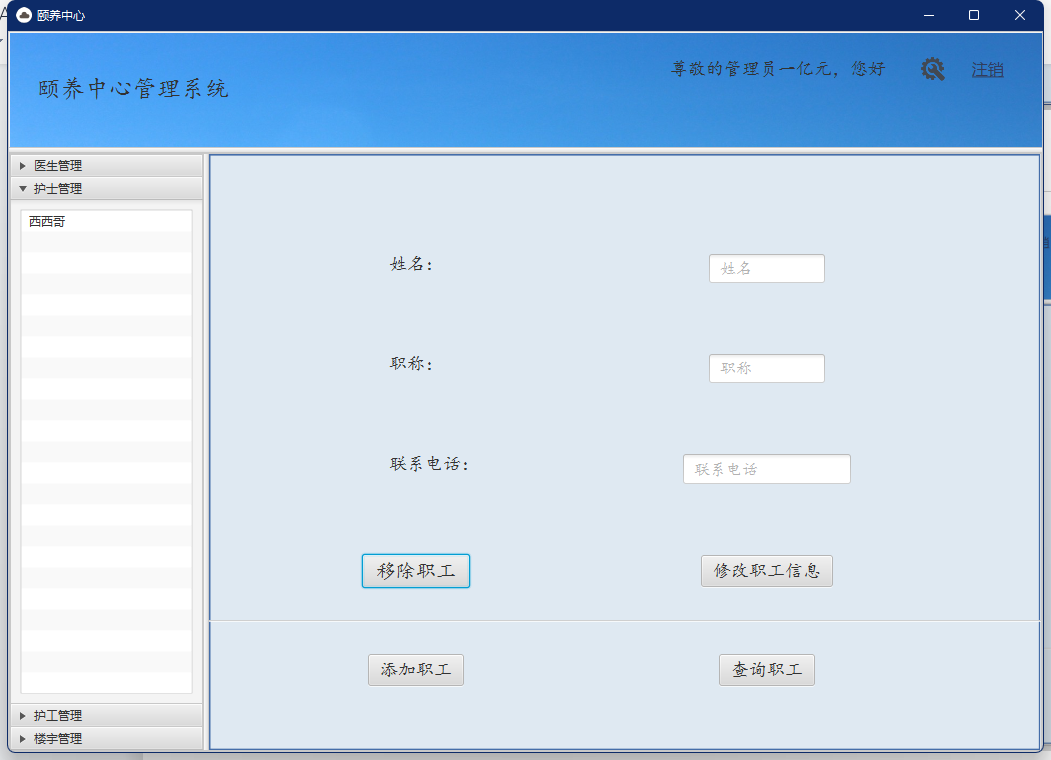 颐养中心
颐养中心管理系统
尊敬的管理员一亿元，您好
注销
医生管理
护士管理
西西哥
姓名：
姓名
职称：
职称
联系电话：
联系电话
移除职工
修改职工信息
添加职工
查询职工
护工管理
楼宇管理